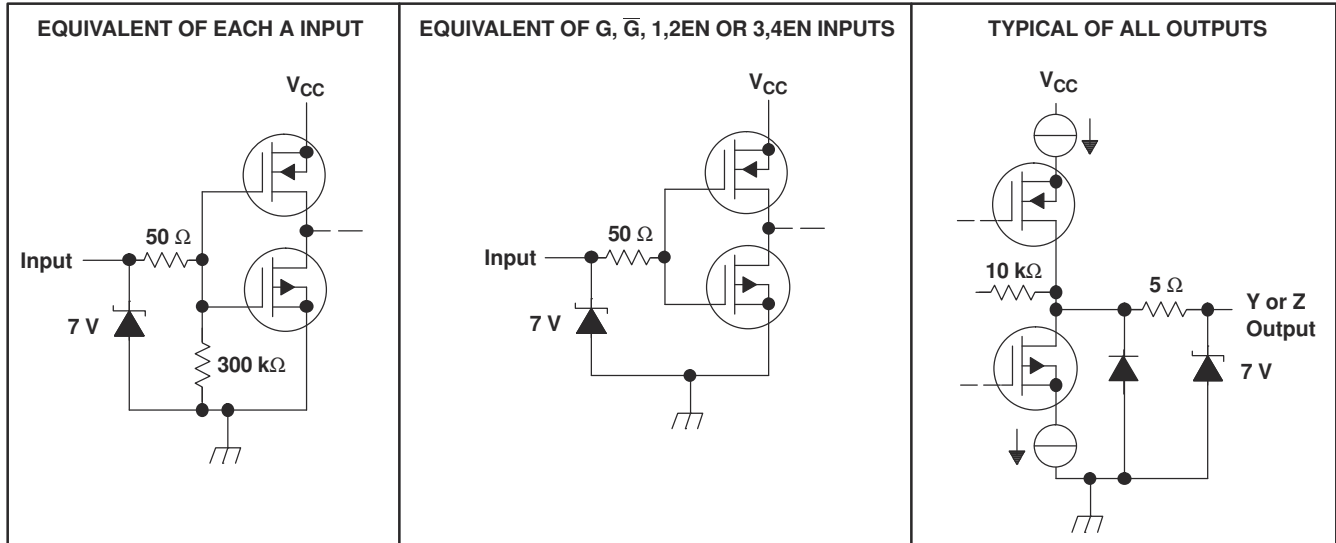 EQUIVALENT OF EACH A INPUT
VCC
50 Ω
Input
7 V
300 kΩ
EQUIVALENT OF G, G̅, 1,2EN OR 3,4EN INPUTS
VCC
50 Ω
Input
7 V
TYPICAL OF ALL OUTPUTS
VCC
10 kΩ
5 Ω
Y or Z
Output
7 V